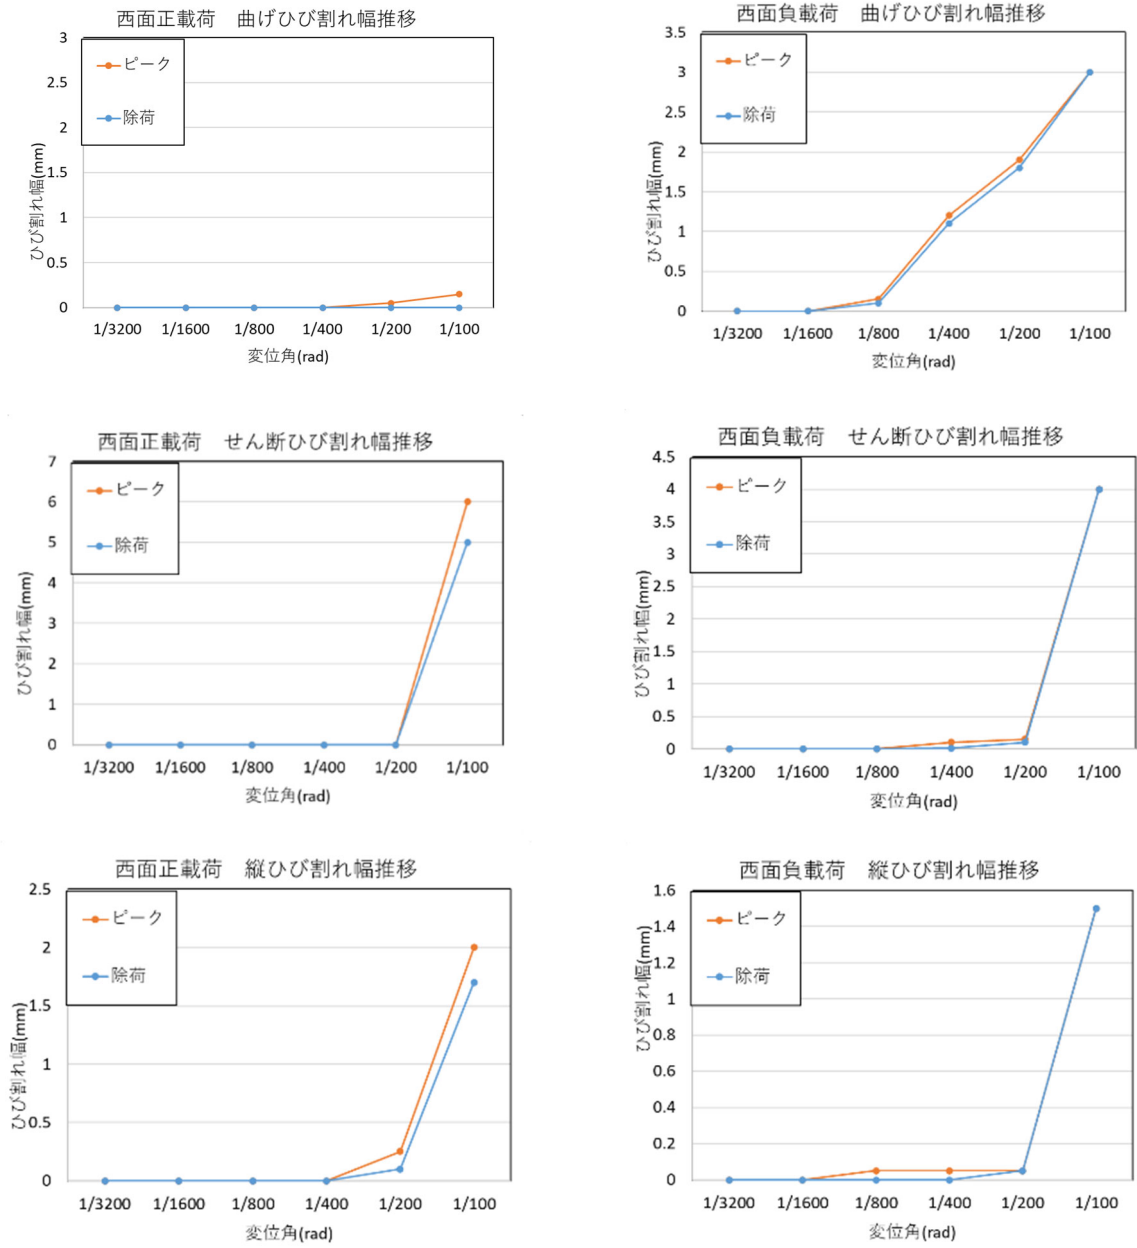 西面正載荷　曲げひび割れ幅推移
3
2.5
2
1.5
1
0.5
0
ひび割れ幅(mm)
ピーク
除荷
1/3200 1/1600 1/800 1/400 1/200 1/100
変位角(rad)
西面負載荷　曲げひび割れ幅推移
3.5
3
2.5
2
1.5
1
0.5
0
ひび割れ幅(mm)
ピーク
除荷
1/3200 1/1600 1/800 1/400 1/200 1/100
変位角(rad)
西面正載荷　せん断ひび割れ幅推移
7
6
5
4
3
2
1
0
ひび割れ幅(mm)
ピーク
除荷
1/3200 1/1600 1/800 1/400 1/200 1/100
変位角(rad)
西面負載荷　せん断ひび割れ幅推移
4.5
4
3.5
3
2.5
2
1.5
1
0.5
0
ひび割れ幅(mm)
ピーク
除荷
1/3200 1/1600 1/800 1/400 1/200 1/100
変位角(rad)
西面正載荷　縦ひび割れ幅推移
2.5
2
1.5
1
0.5
0
ひび割れ幅(mm)
ピーク
除荷
1/3200 1/1600 1/800 1/400 1/200 1/100
変位角(rad)
西面負載荷　縦ひび割れ幅推移
1.6
1.4
1.2
1
0.8
0.6
0.4
0.2
0
ひび割れ幅(mm)
ピーク
除荷
1/3200 1/1600 1/800 1/400 1/200 1/100
変位角(rad)